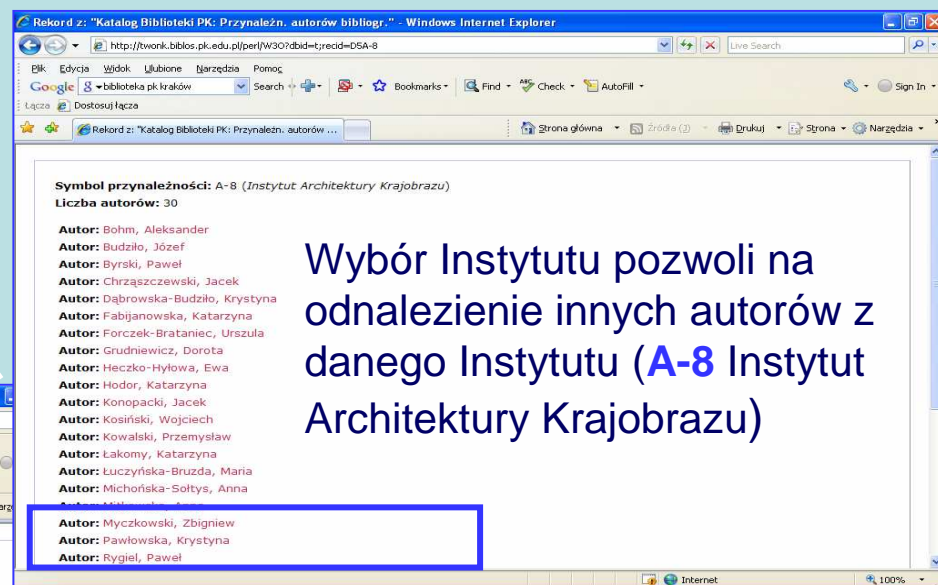 Rekord z: "Katalog Biblioteki PK: Przynależn. autorów bibliogr." - Windows Internet Explorer
http://twonk.biblos.pk.edu.pl/perl/W3O?dbid=t;recid=D5A-8
Live Search
Plik Edycja Widok Ulubione Narzędzia Pomoc
Google biblioteka pk kraków Search Bookmarks Find Check AutoFill Sign In
Łącza Dostosuj łącza
Rekord z: "Katalog Biblioteki PK: Przynależn. autorów ... Strona główna Źródła (J) Drukuj Strona Narzędzia
Symbol przynależności: A-8 (Instytut Architektury Krajobrazu)
Liczba autorów: 30
Autor: Bohm, Aleksander
Autor: Budziło, Józef
Autor: Byrski, Paweł
Autor: Chrząszczewski, Jacek
Autor: Dąbrowska-Budziło, Krystyna
Autor: Fabijanowska, Katarzyna
Autor: Forczek-Brataniec, Urszula
Autor: Grudniewicz, Dorota
Autor: Heczko-Hyłowa, Ewa
Autor: Hodor, Katarzyna
Autor: Konopacki, Jacek
Autor: Kosiński, Wojciech
Autor: Kowalski, Przemysław
Autor: Łakomy, Katarzyna
Autor: Łuczyńska-Bruzda, Maria
Autor: Michońska-Sołtys, Anna
Autor: Myczkowski, Zbigniew
Autor: Pawłowska, Krystyna
Autor: Rygiel, Paweł
Wybór Instytutu pozwoli na
odnalezienie innych autorów z
danego Instytutu (A-8 Instytut
Architektury Krajobrazu)
Internet 100%